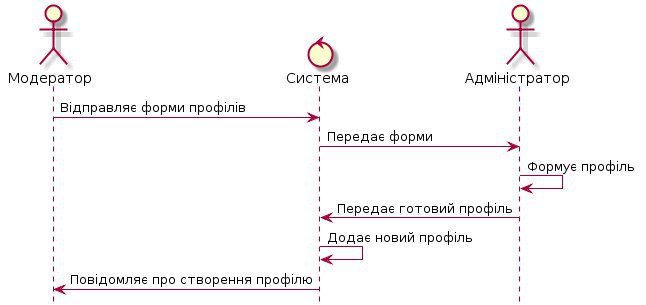 Модератор
Система
Адміністратор
Відправляє форми профілів
Передає форми
Формує профіль
Передає готовий профіль
Додає новий профіль
Повідомляє про створення профілю